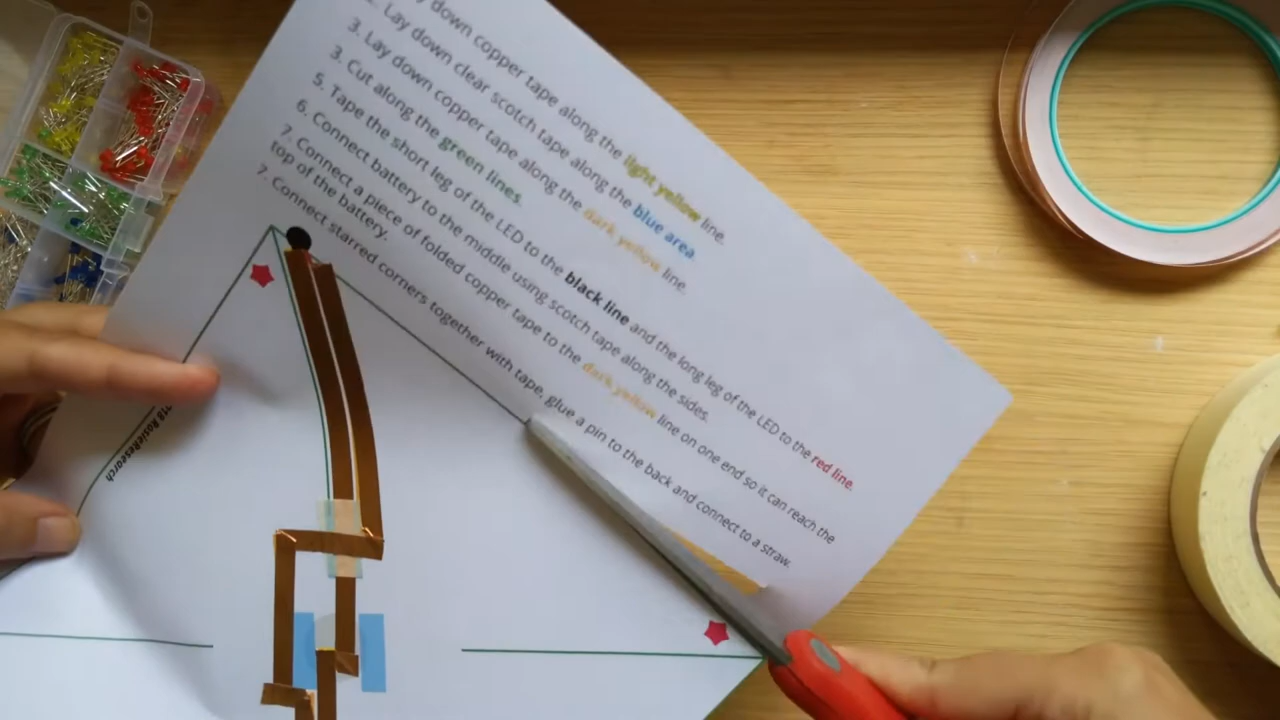 down copper tape along the light yellow line.
. Lay down clear scotch tape along the blue area
3. Lay down copper tape along the dark yellow line.
3. Cut along the green lines.
5. Tape the short leg of the LED to the black line and the long leg of the LED to the red line.
6. Connect battery to the middle using scotch tape along the sides.
7. Connect a piece of folded copper tape to the dark yellow line on one end so it can reach the
top of the battery.
7. Connect starred corners together with tape, glue a pin to the back and connect to a straw.
RosieResearch